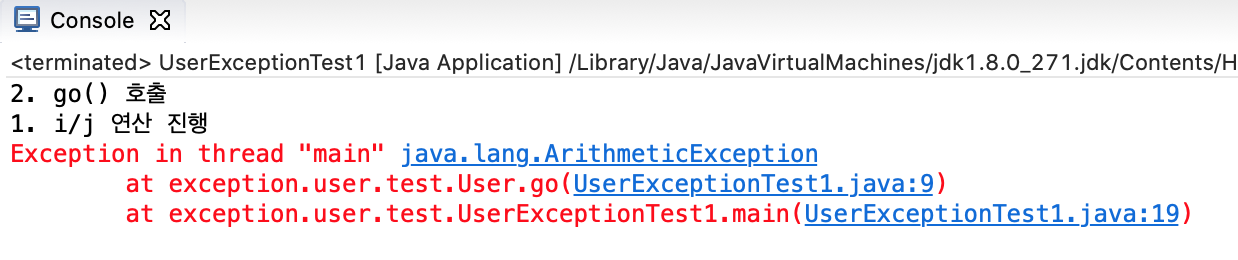 Console
<terminated> UserExceptionTest1 [Java Application] /Library/Java/JavaVirtualMachines/jdk1.8.0_271.jdk/Contents/H
2. go() 호출
1. i/j 연산 진행
Exception in thread "main" java.lang.ArithmeticException
at exception.user.test.User.go(UserExceptionTest1.java:9)
at exception.user.test.UserExceptionTest1.main(UserExceptionTest1.java:19)